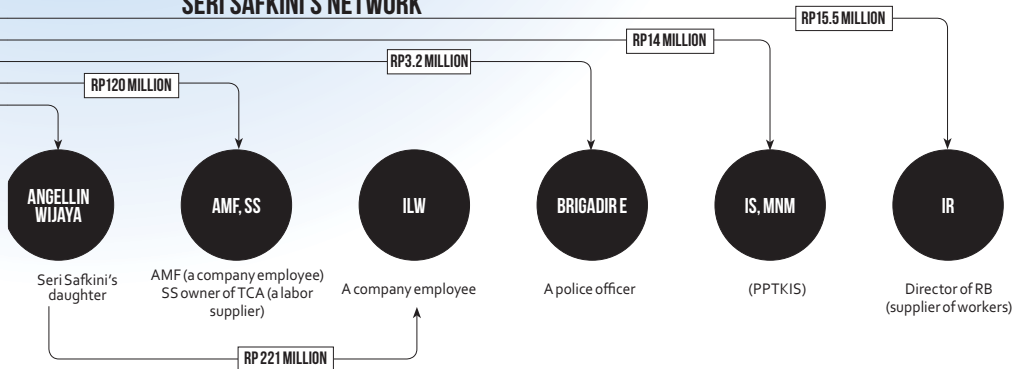 SERI SAFKINI'S NETWORK
RP15.5 MILLION
RP14 MILLION
RP3.2 MILLION
RP120 MILLION
ANGELLIN
WIJAYA
AMF, SS
ILW
BRIGADIR E
IS, MNM
IR
Seri Safkini's
daughter
AMF (a company employee)
SS owner of TCA (a labor
supplier)
A company employee
A police officer
(PPTKIS)
Director of RB
(supplier of workers)
RP 221 MILLION